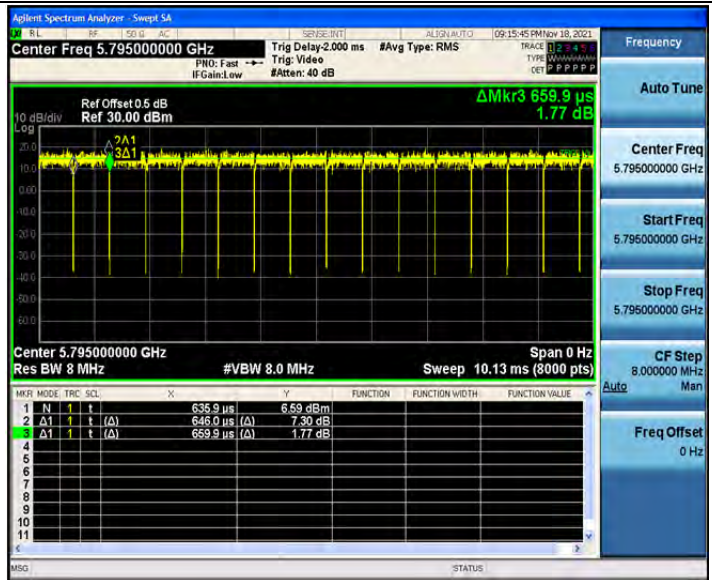 Agilent Spectrum Analyzer - Swept SA
RL RF 50 Ω AC SENSE:INT ALIGN AUTO 09:15:45 PM Nov 18, 2021
Center Freq 5.795000000 GHz
Trig Delay-2.000 ms #Avg Type: RMS
TRACE 1 2 3 4 5 6
PNO: Fast Trig: Video
TYPE
IFGain:Low #Atten: 40 dB
DET P P P P P P
Frequency
Auto Tune
ΔMkr3 659.9 µs
Ref Offset 0.5 dB
10 dB/div Ref 30.00 dBm 1.77 dB
Log
2Δ1
3Δ1
20.0
10.0
0.00
-10.0
-20.0
-30.0
-40.0
-50.0
-60.0
Center Freq
5.795000000 GHz
Start Freq
5.795000000 GHz
Stop Freq
5.795000000 GHz
Center 5.795000000 GHz Span 0 Hz
Res BW 8 MHz #VBW 8.0 MHz Sweep 10.13 ms (8000 pts)
CF Step
8.000000 MHz
Auto Man
Freq Offset
0 Hz
MKR MODE TRC SCL X Y FUNCTION FUNCTION WIDTH FUNCTION VALUE
1 N 1 t 635.9 µs 6.59 dBm
2 Δ1 1 t (Δ) 646.0 µs (Δ) 7.30 dB
3 Δ1 1 t (Δ) 659.9 µs (Δ) 1.77 dB
4
5
6
7
8
9
10
11
MSG STATUS